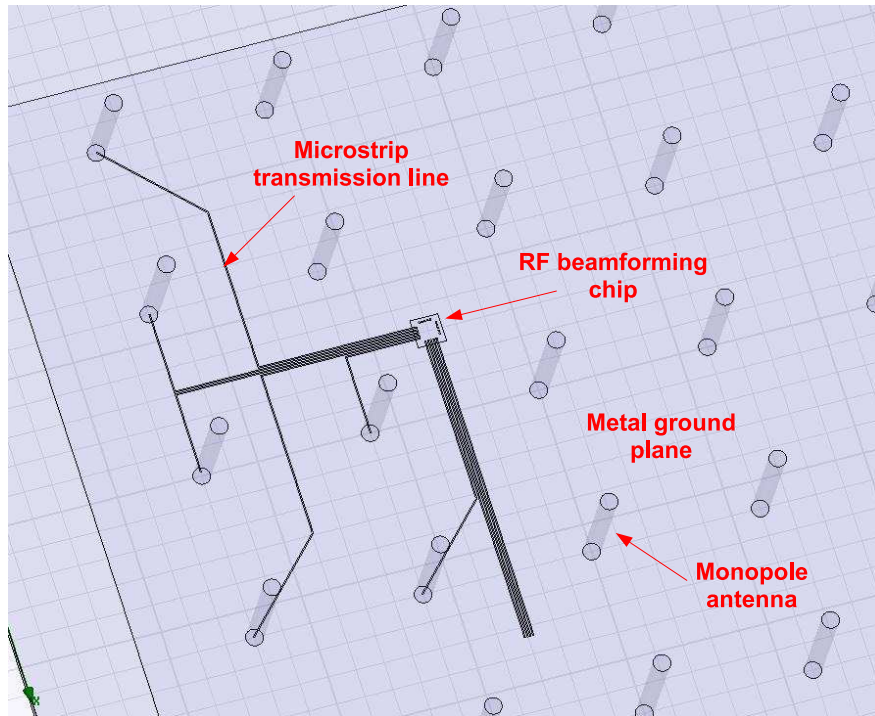 Microstrip
transmission line
RF beamforming
chip
Metal ground
plane
Monopole
antenna
x